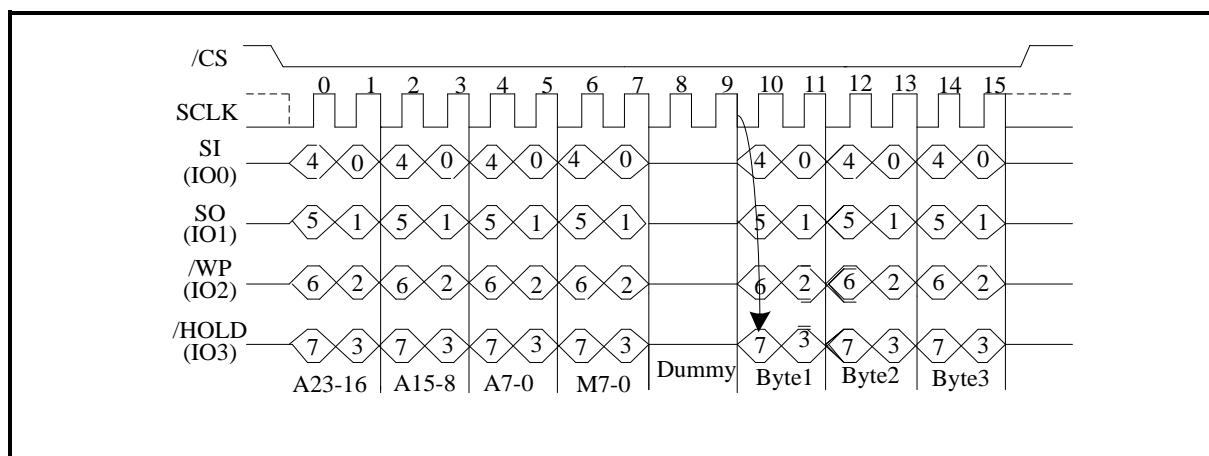 /CS
0 1 2 3 4 5 6 7 8 9 10 11 12 13 14 15
SCLK
SI
(IO0)
4 0 4 0 4 0 4 0 4 0 4 0 4 0
SO
(IO1)
5 1 5 1 5 1 5 1 5 1 5 1 5 1
/WP
(IO2)
6 2 6 2 6 2 6 2 6 2 6 2 6 2
/HOLD
(IO3)
7 3 7 3 7 3 7 3 7 3 7 3 7 3
A23-16 A15-8 A7-0 M7-0 Dummy Byte1 Byte2 Byte3